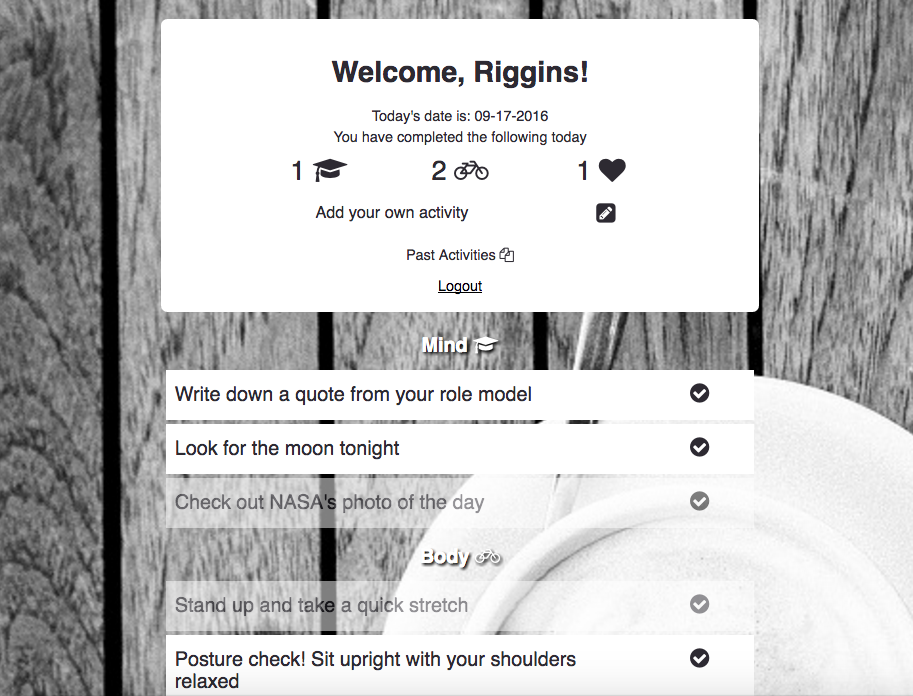 Welcome, Riggins!
Today's date is: 09-17-2016
You have completed the following today
1 2 1
Add your own activity
Past Activities
Logout
Mind
Write down a quote from your role model
Look for the moon tonight
Check out NASA's photo of the day
Body
Stand up and take a quick stretch
Posture check! Sit upright with your shoulders
relaxed